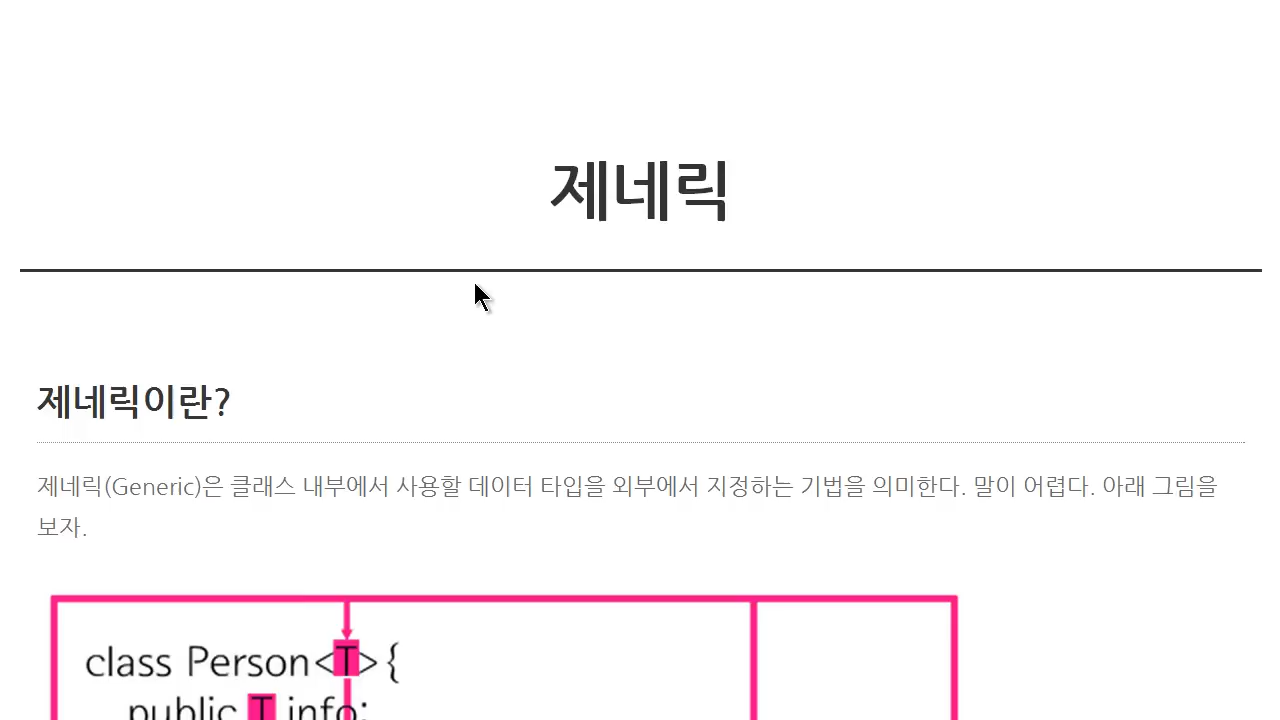 제네릭
제네릭이란?
제네릭(Generic)은 클래스 내부에서 사용할 데이터 타입을 외부에서 지정하는 기법을 의미한다. 말이 어렵다. 아래 그림을
보자.
class Person<T> {
public T info;